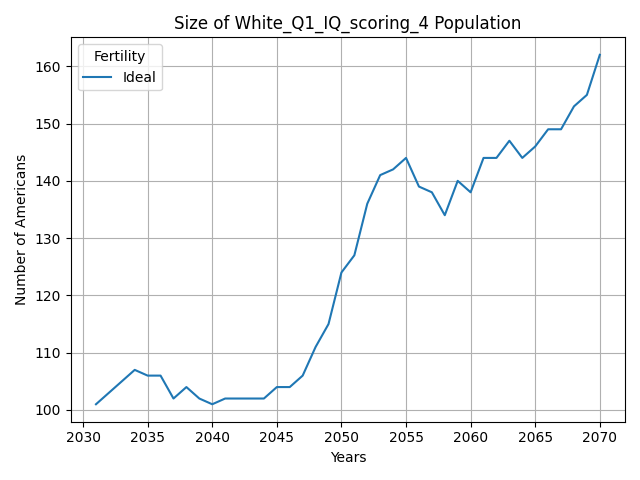 Size of White_Q1_IQ_scoring_4 Population
Fertility
Ideal
160
150
140
130
120
110
100
Number of Americans
2030 2035 2040 2045 2050 2055 2060 2065 2070
Years